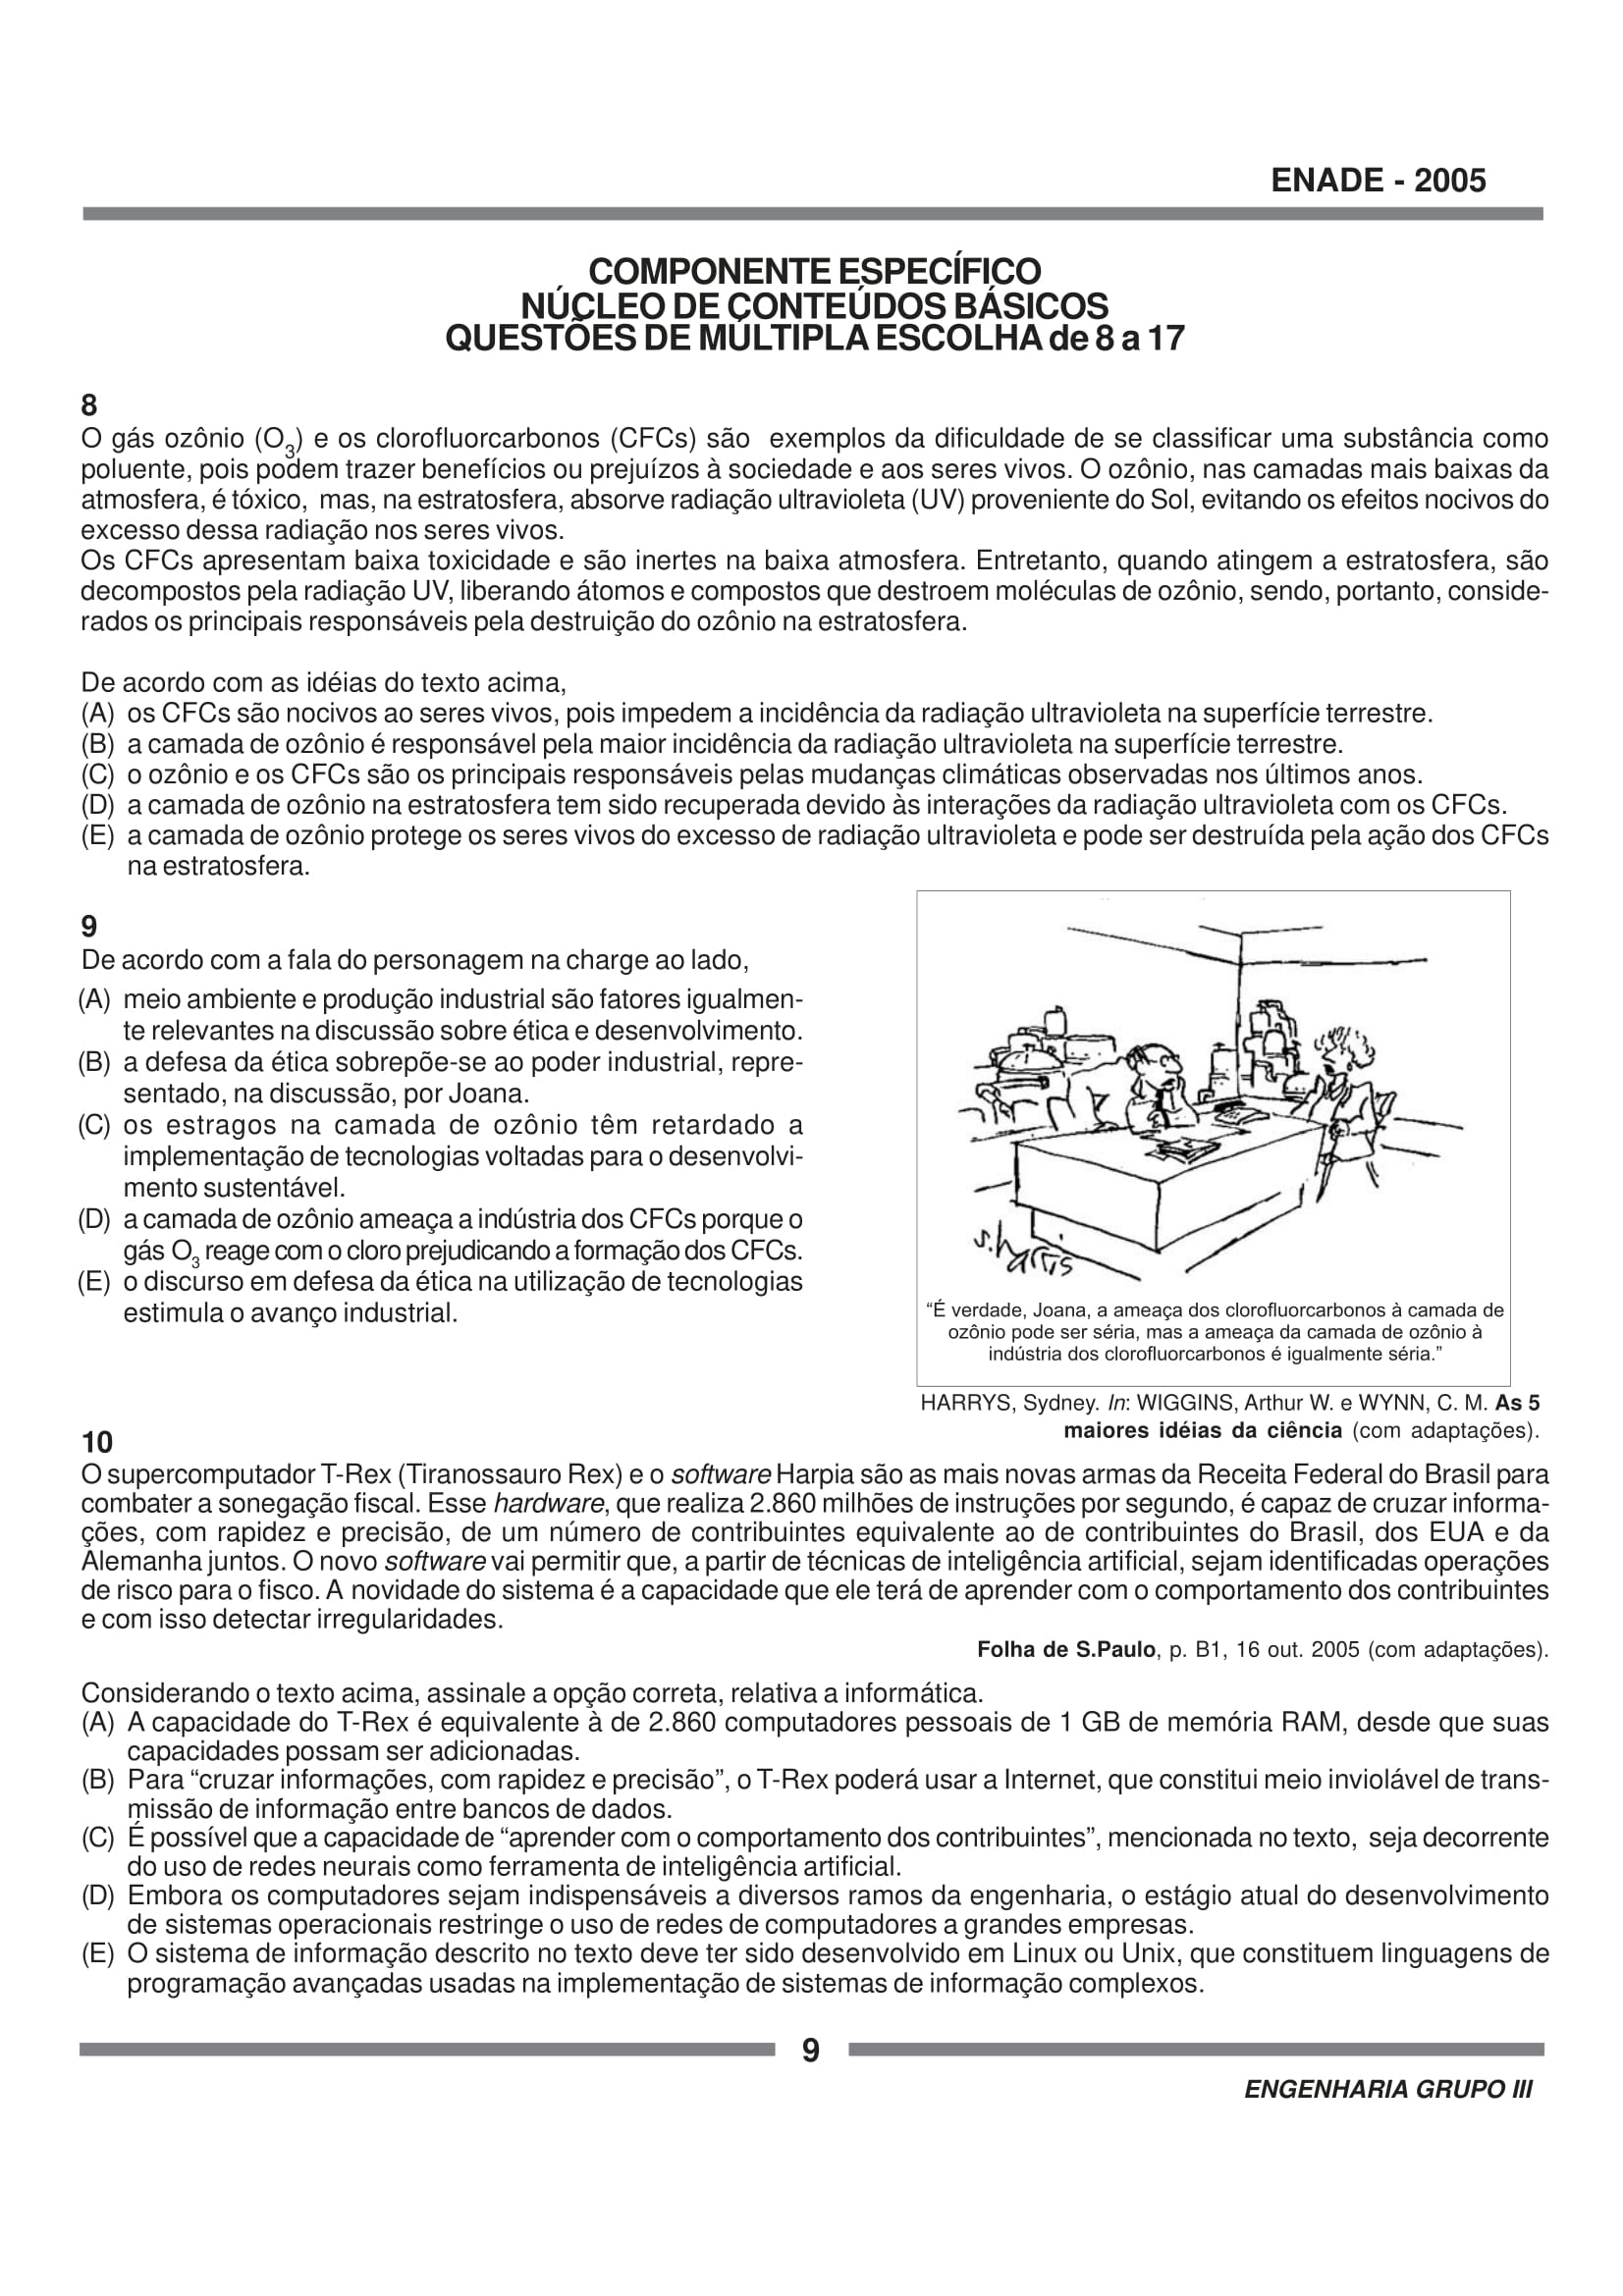 ENADE - 2005
COMPONENTE ESPECÍFICO
NÚCLEO DE CONTEÚDOS BÁSICOS
QUESTÕES DE MÚLTIPLA ESCOLHA de 8 a 17
8
O gás ozônio (O3) e os clorofluorcarbonos (CFCs) são exemplos da dificuldade de se classificar uma substância como
poluente, pois podem trazer benefícios ou prejuízos à sociedade e aos seres vivos. O ozônio, nas camadas mais baixas da
atmosfera, é tóxico, mas, na estratosfera, absorve radiação ultravioleta (UV) proveniente do Sol, evitando os efeitos nocivos do
excesso dessa radiação nos seres vivos.
Os CFCs apresentam baixa toxicidade e são inertes na baixa atmosfera. Entretanto, quando atingem a estratosfera, são
decompostos pela radiação UV, liberando átomos e compostos que destroem moléculas de ozônio, sendo, portanto, conside-
rados os principais responsáveis pela destruição do ozônio na estratosfera.
De acordo com as idéias do texto acima,
(A) os CFCs são nocivos ao seres vivos, pois impedem a incidência da radiação ultravioleta na superfície terrestre.
(B) a camada de ozônio é responsável pela maior incidência da radiação ultravioleta na superfície terrestre.
(C) o ozônio e os CFCs são os principais responsáveis pelas mudanças climáticas observadas nos últimos anos.
(D) a camada de ozônio na estratosfera tem sido recuperada devido às interações da radiação ultravioleta com os CFCs.
(E) a camada de ozônio protege os seres vivos do excesso de radiação ultravioleta e pode ser destruída pela ação dos CFCs
na estratosfera.
9
De acordo com a fala do personagem na charge ao lado,
(A) meio ambiente e produção industrial são fatores igualmen-
te relevantes na discussão sobre ética e desenvolvimento.
(B) a defesa da ética sobrepõe-se ao poder industrial, repre-
sentado, na discussão, por Joana.
(C) os estragos na camada de ozônio têm retardado a
implementação de tecnologias voltadas para o desenvolvi-
mento sustentável.
(D) a camada de ozônio ameaça a indústria dos CFCs porque o
gás O3 reage com o cloro prejudicando a formação dos CFCs.
(E) o discurso em defesa da ética na utilização de tecnologias
estimula o avanço industrial.
s.harris
“É verdade, Joana, a ameaça dos clorofluorcarbonos à camada de
ozônio pode ser séria, mas a ameaça da camada de ozônio à
indústria dos clorofluorcarbonos é igualmente séria.”
HARRYS, Sydney. In: WIGGINS, Arthur W. e WYNN, C. M. As 5
maiores idéias da ciência (com adaptações).
10
O supercomputador T-Rex (Tiranossauro Rex) e o software Harpia são as mais novas armas da Receita Federal do Brasil para
combater a sonegação fiscal. Esse hardware, que realiza 2.860 milhões de instruções por segundo, é capaz de cruzar informa-
ções, com rapidez e precisão, de um número de contribuintes equivalente ao de contribuintes do Brasil, dos EUA e da
Alemanha juntos. O novo software vai permitir que, a partir de técnicas de inteligência artificial, sejam identificadas operações
de risco para o fisco. A novidade do sistema é a capacidade que ele terá de aprender com o comportamento dos contribuintes
e com isso detectar irregularidades.
Folha de S.Paulo, p. B1, 16 out. 2005 (com adaptações).
Considerando o texto acima, assinale a opção correta, relativa a informática.
(A) A capacidade do T-Rex é equivalente à de 2.860 computadores pessoais de 1 GB de memória RAM, desde que suas
capacidades possam ser adicionadas.
(B) Para “cruzar informações, com rapidez e precisão”, o T-Rex poderá usar a Internet, que constitui meio inviolável de trans-
missão de informação entre bancos de dados.
(C) É possível que a capacidade de “aprender com o comportamento dos contribuintes”, mencionada no texto, seja decorrente
do uso de redes neurais como ferramenta de inteligência artificial.
(D) Embora os computadores sejam indispensáveis a diversos ramos da engenharia, o estágio atual do desenvolvimento
de sistemas operacionais restringe o uso de redes de computadores a grandes empresas.
(E) O sistema de informação descrito no texto deve ter sido desenvolvido em Linux ou Unix, que constituem linguagens de
programação avançadas usadas na implementação de sistemas de informação complexos.
9
ENGENHARIA GRUPO III